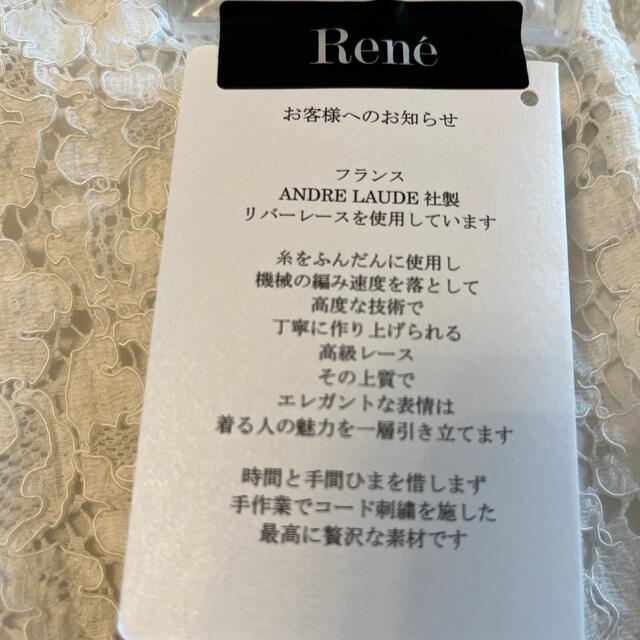 René
お客様へのお知らせ
フランス
ANDRE LAUDE 社製
リバーレースを使用しています
糸をふんだんに使用し
機械の編み速度を落として
高度な技術で
丁寧に作り上げられる
高級レース
その上質で
エレガントな表情は
着る人の魅力を一層引き立てます
時間と手間ひまを惜しまず
手作業でコード刺繍を施した
最高に贅沢な素材です